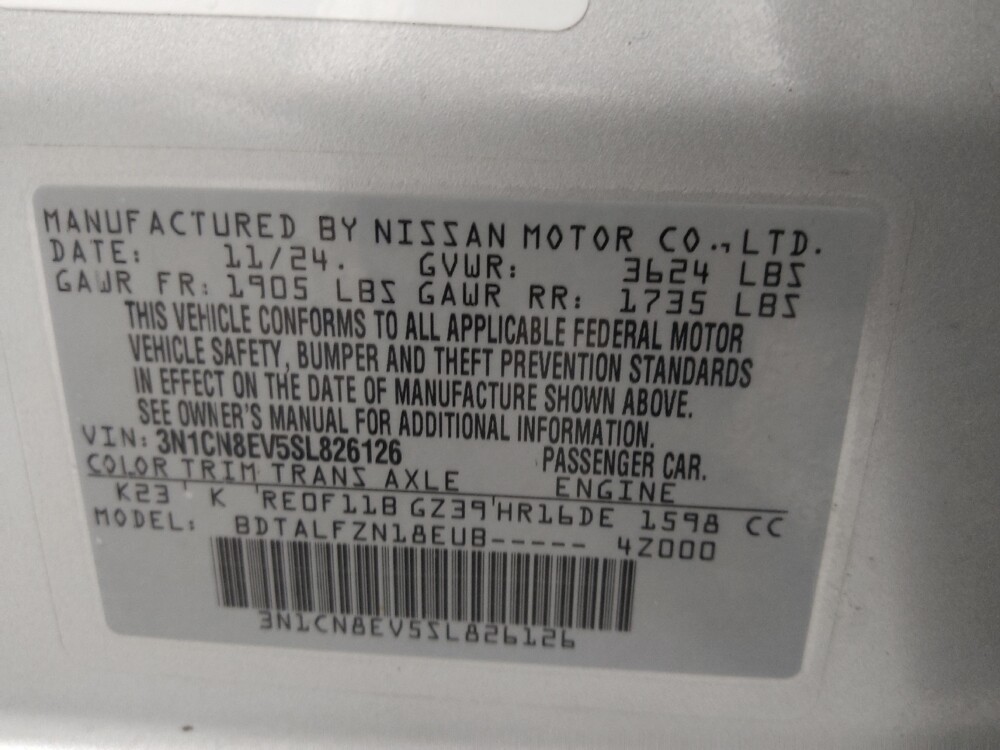 MANUFACTURED BY NISSAN MOTOR CO., LTD.
DATE: 11/24. GVWR: 3624 LBS
GAWR FR: 1905 LBS GAWR RR: 1735 LBS
THIS VEHICLE CONFORMS TO ALL APPLICABLE FEDERAL MOTOR
VEHICLE SAFETY, BUMPER AND THEFT PREVENTION STANDARDS
IN EFFECT ON THE DATE OF MANUFACTURE SHOWN ABOVE.
SEE OWNER'S MANUAL FOR ADDITIONAL INFORMATION.
VIN: 3N1CN8EV5SL826126 PASSENGER CAR.
COLOR TRIM TRANS AXLE ENGINE
K23 ' K 'RE0F11B GZ39'HR16DE 1598 CC
MODEL: BDTALFZN18EUB----- 4Z000
3N1CN8EV5SL826126